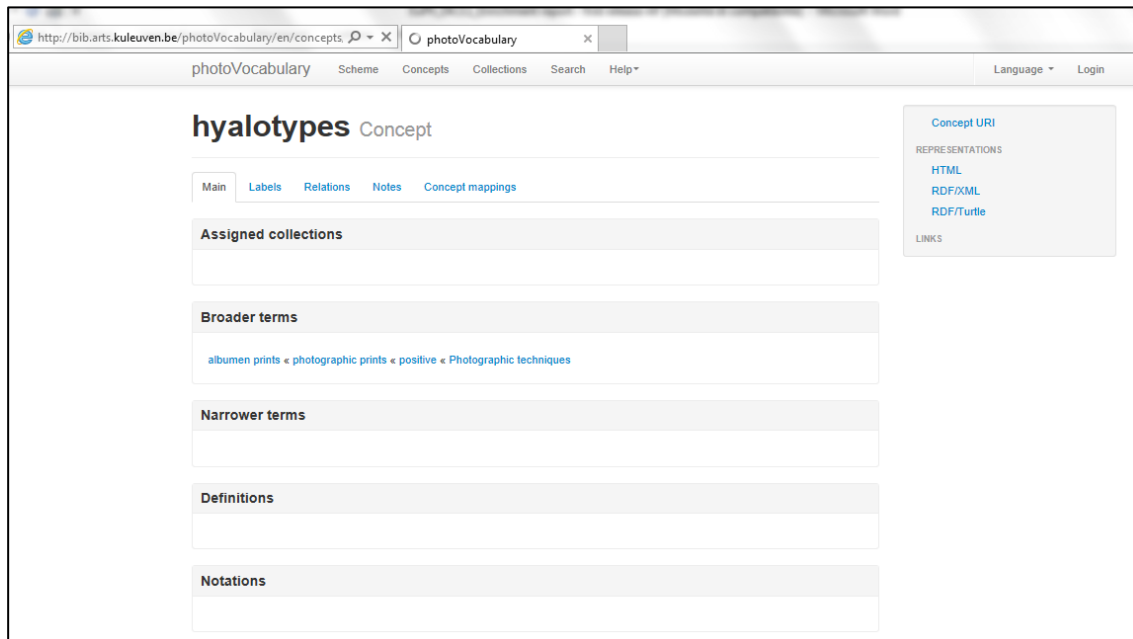 http://bib.arts.kuleuven.be/photoVocabulary/en/concepts photoVocabulary
photoVocabulary Scheme Concepts Collections Search Help Language Login
hyalotypes Concept
Main Labels Relations Notes Concept mappings
Assigned collections
Broader terms
albumen prints « photographic prints « positive « Photographic techniques
Narrower terms
Definitions
Notations
Concept URI
REPRESENTATIONS
HTML
RDF/XML
RDF/Turtle
LINKS